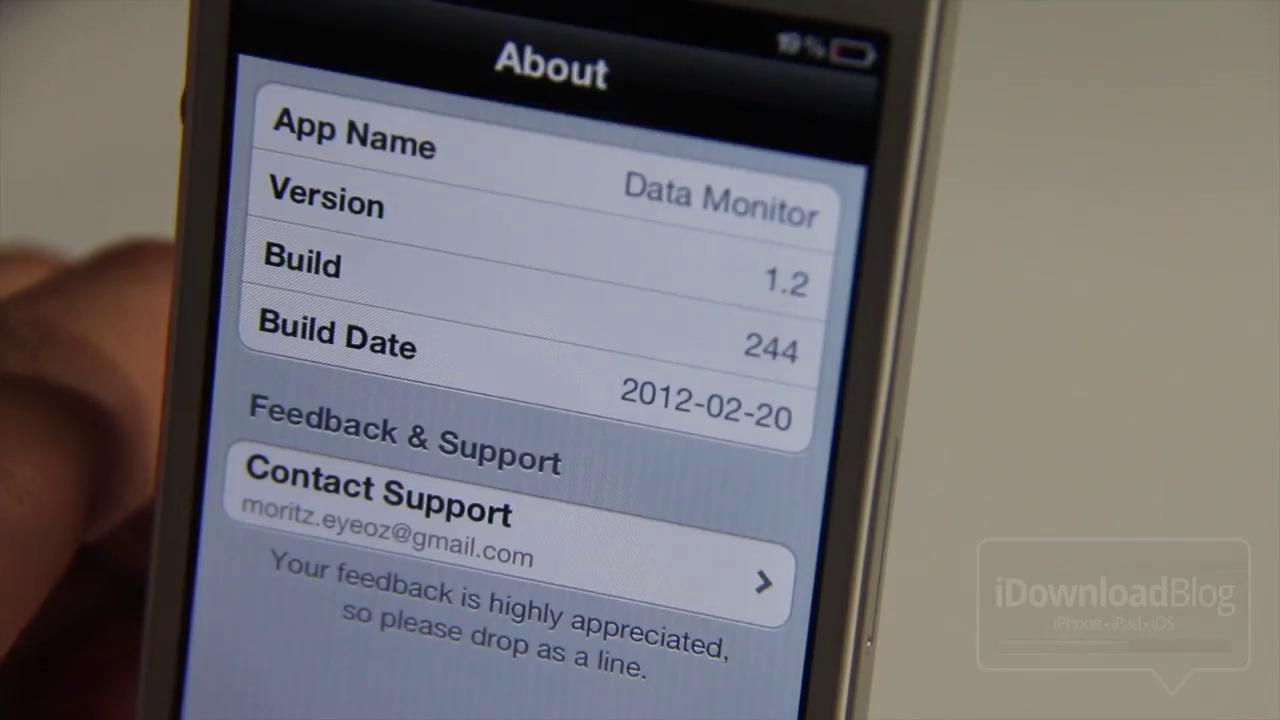 19%
About
App Name
Data Monitor
Version
1.2
Build
244
Build Date
2012-02-20
Feedback & Support
Contact Support
moritz.eyeoz@gmail.com
Your feedback is highly appreciated,
so please drop as a line.
iDownloadBlog
iPhone • iPad • iOS